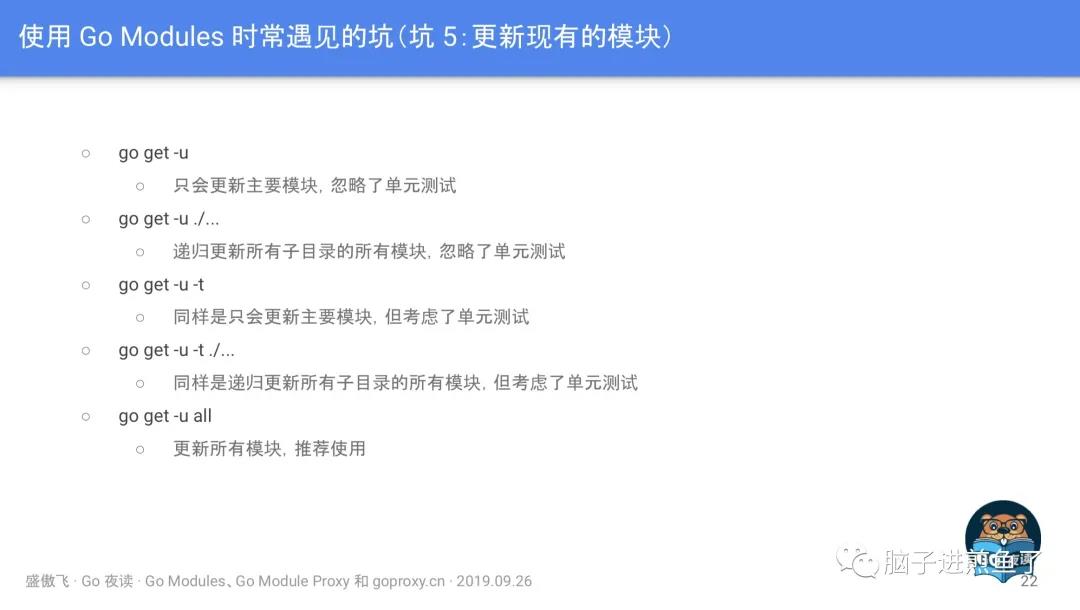 使用 Go Modules 时常遇见的坑（坑 5：更新现有的模块）
○ go get -u
○ 只会更新主要模块，忽略了单元测试
○ go get -u ./...
○ 递归更新所有子目录的所有模块，忽略了单元测试
○ go get -u -t
○ 同样是只会更新主要模块，但考虑了单元测试
○ go get -u -t ./...
○ 同样是递归更新所有子目录的所有模块，但考虑了单元测试
○ go get -u all
○ 更新所有模块，推荐使用
脑子进煎鱼了
盛傲飞 · Go 夜读 · Go Modules、Go Module Proxy 和 goproxy.cn · 2019.09.26
22